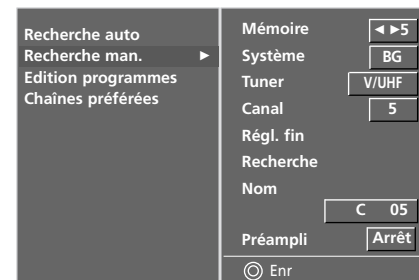 Recherche auto
Recherche man. ►
Edition programmes
Chaînes préférées
Mémoire ◄ ►5
Système BG
Tuner V/UHF
Canal 5
Régl. fin
Recherche
Nom
C 05
Préampli Arrêt
Enr